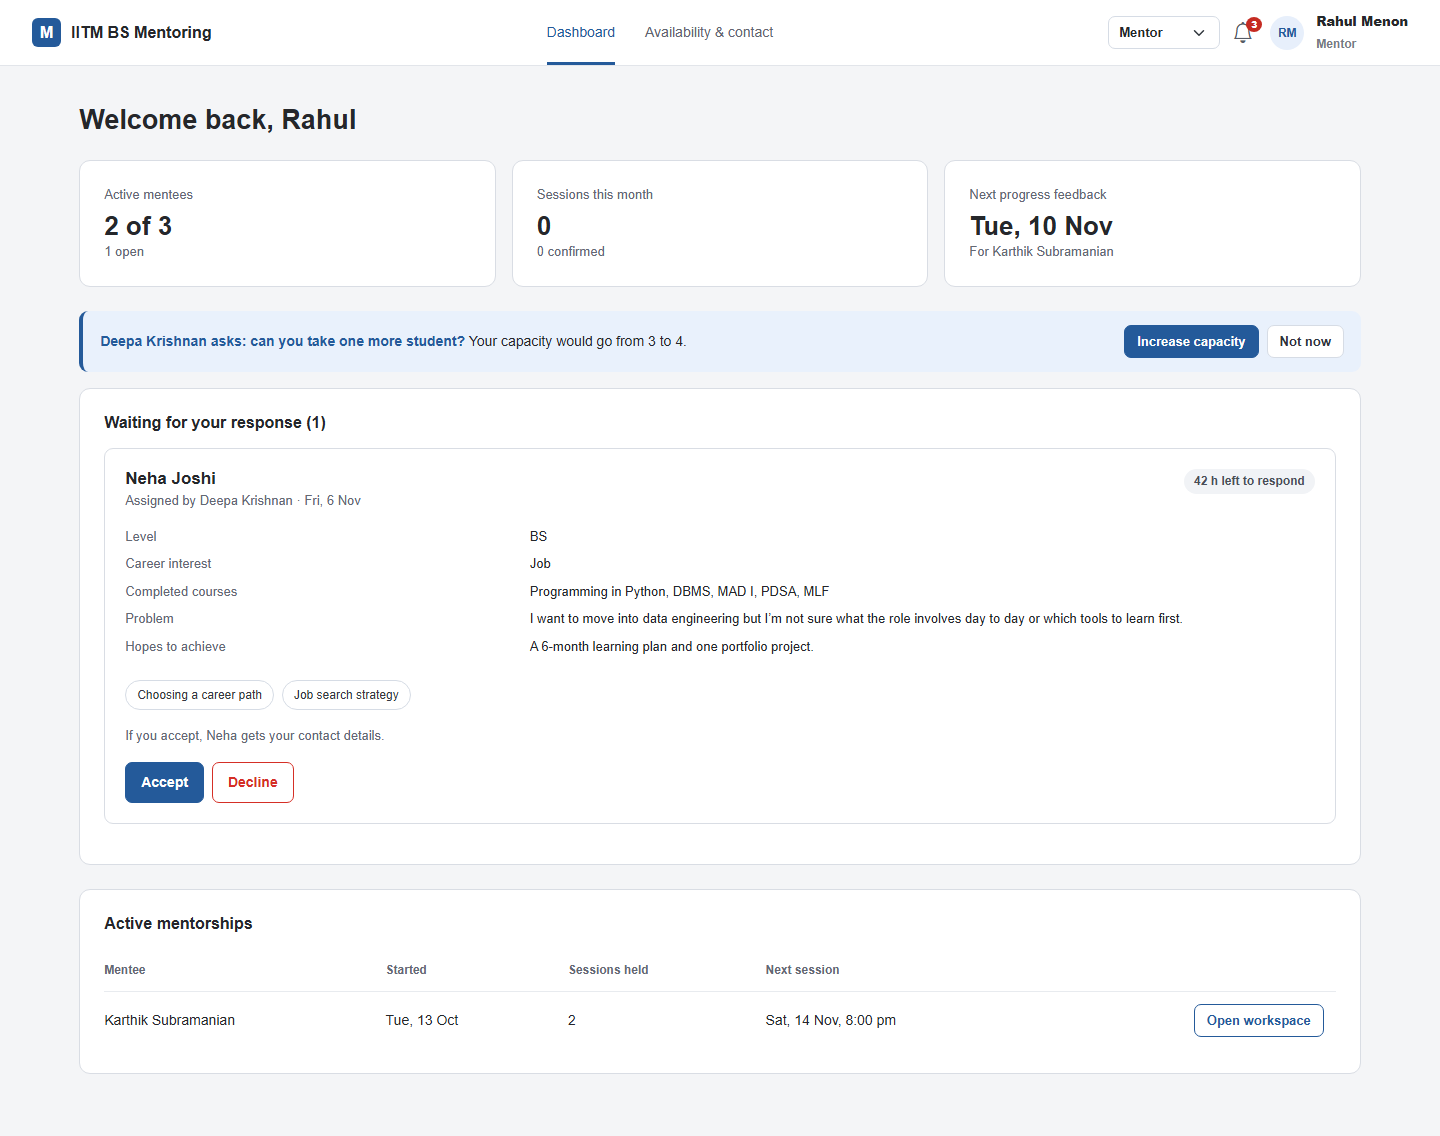 M IITM BS Mentoring
Dashboard
Availability & contact
Mentor
3
RM
Rahul Menon
Mentor
Welcome back, Rahul
Active mentees
2 of 3
1 open
Sessions this month
0
0 confirmed
Next progress feedback
Tue, 10 Nov
For Karthik Subramanian
Deepa Krishnan asks: can you take one more student? Your capacity would go from 3 to 4.
Increase capacity
Not now
Waiting for your response (1)
Neha Joshi
42 h left to respond
Assigned by Deepa Krishnan · Fri, 6 Nov
Level BS
Career interest Job
Completed courses Programming in Python, DBMS, MAD I, PDSA, MLF
Problem I want to move into data engineering but I’m not sure what the role involves day to day or which tools to learn first.
Hopes to achieve A 6-month learning plan and one portfolio project.
Choosing a career path
Job search strategy
If you accept, Neha gets your contact details.
Accept
Decline
Active mentorships
Mentee Started Sessions held Next session
Karthik Subramanian Tue, 13 Oct 2 Sat, 14 Nov, 8:00 pm Open workspace